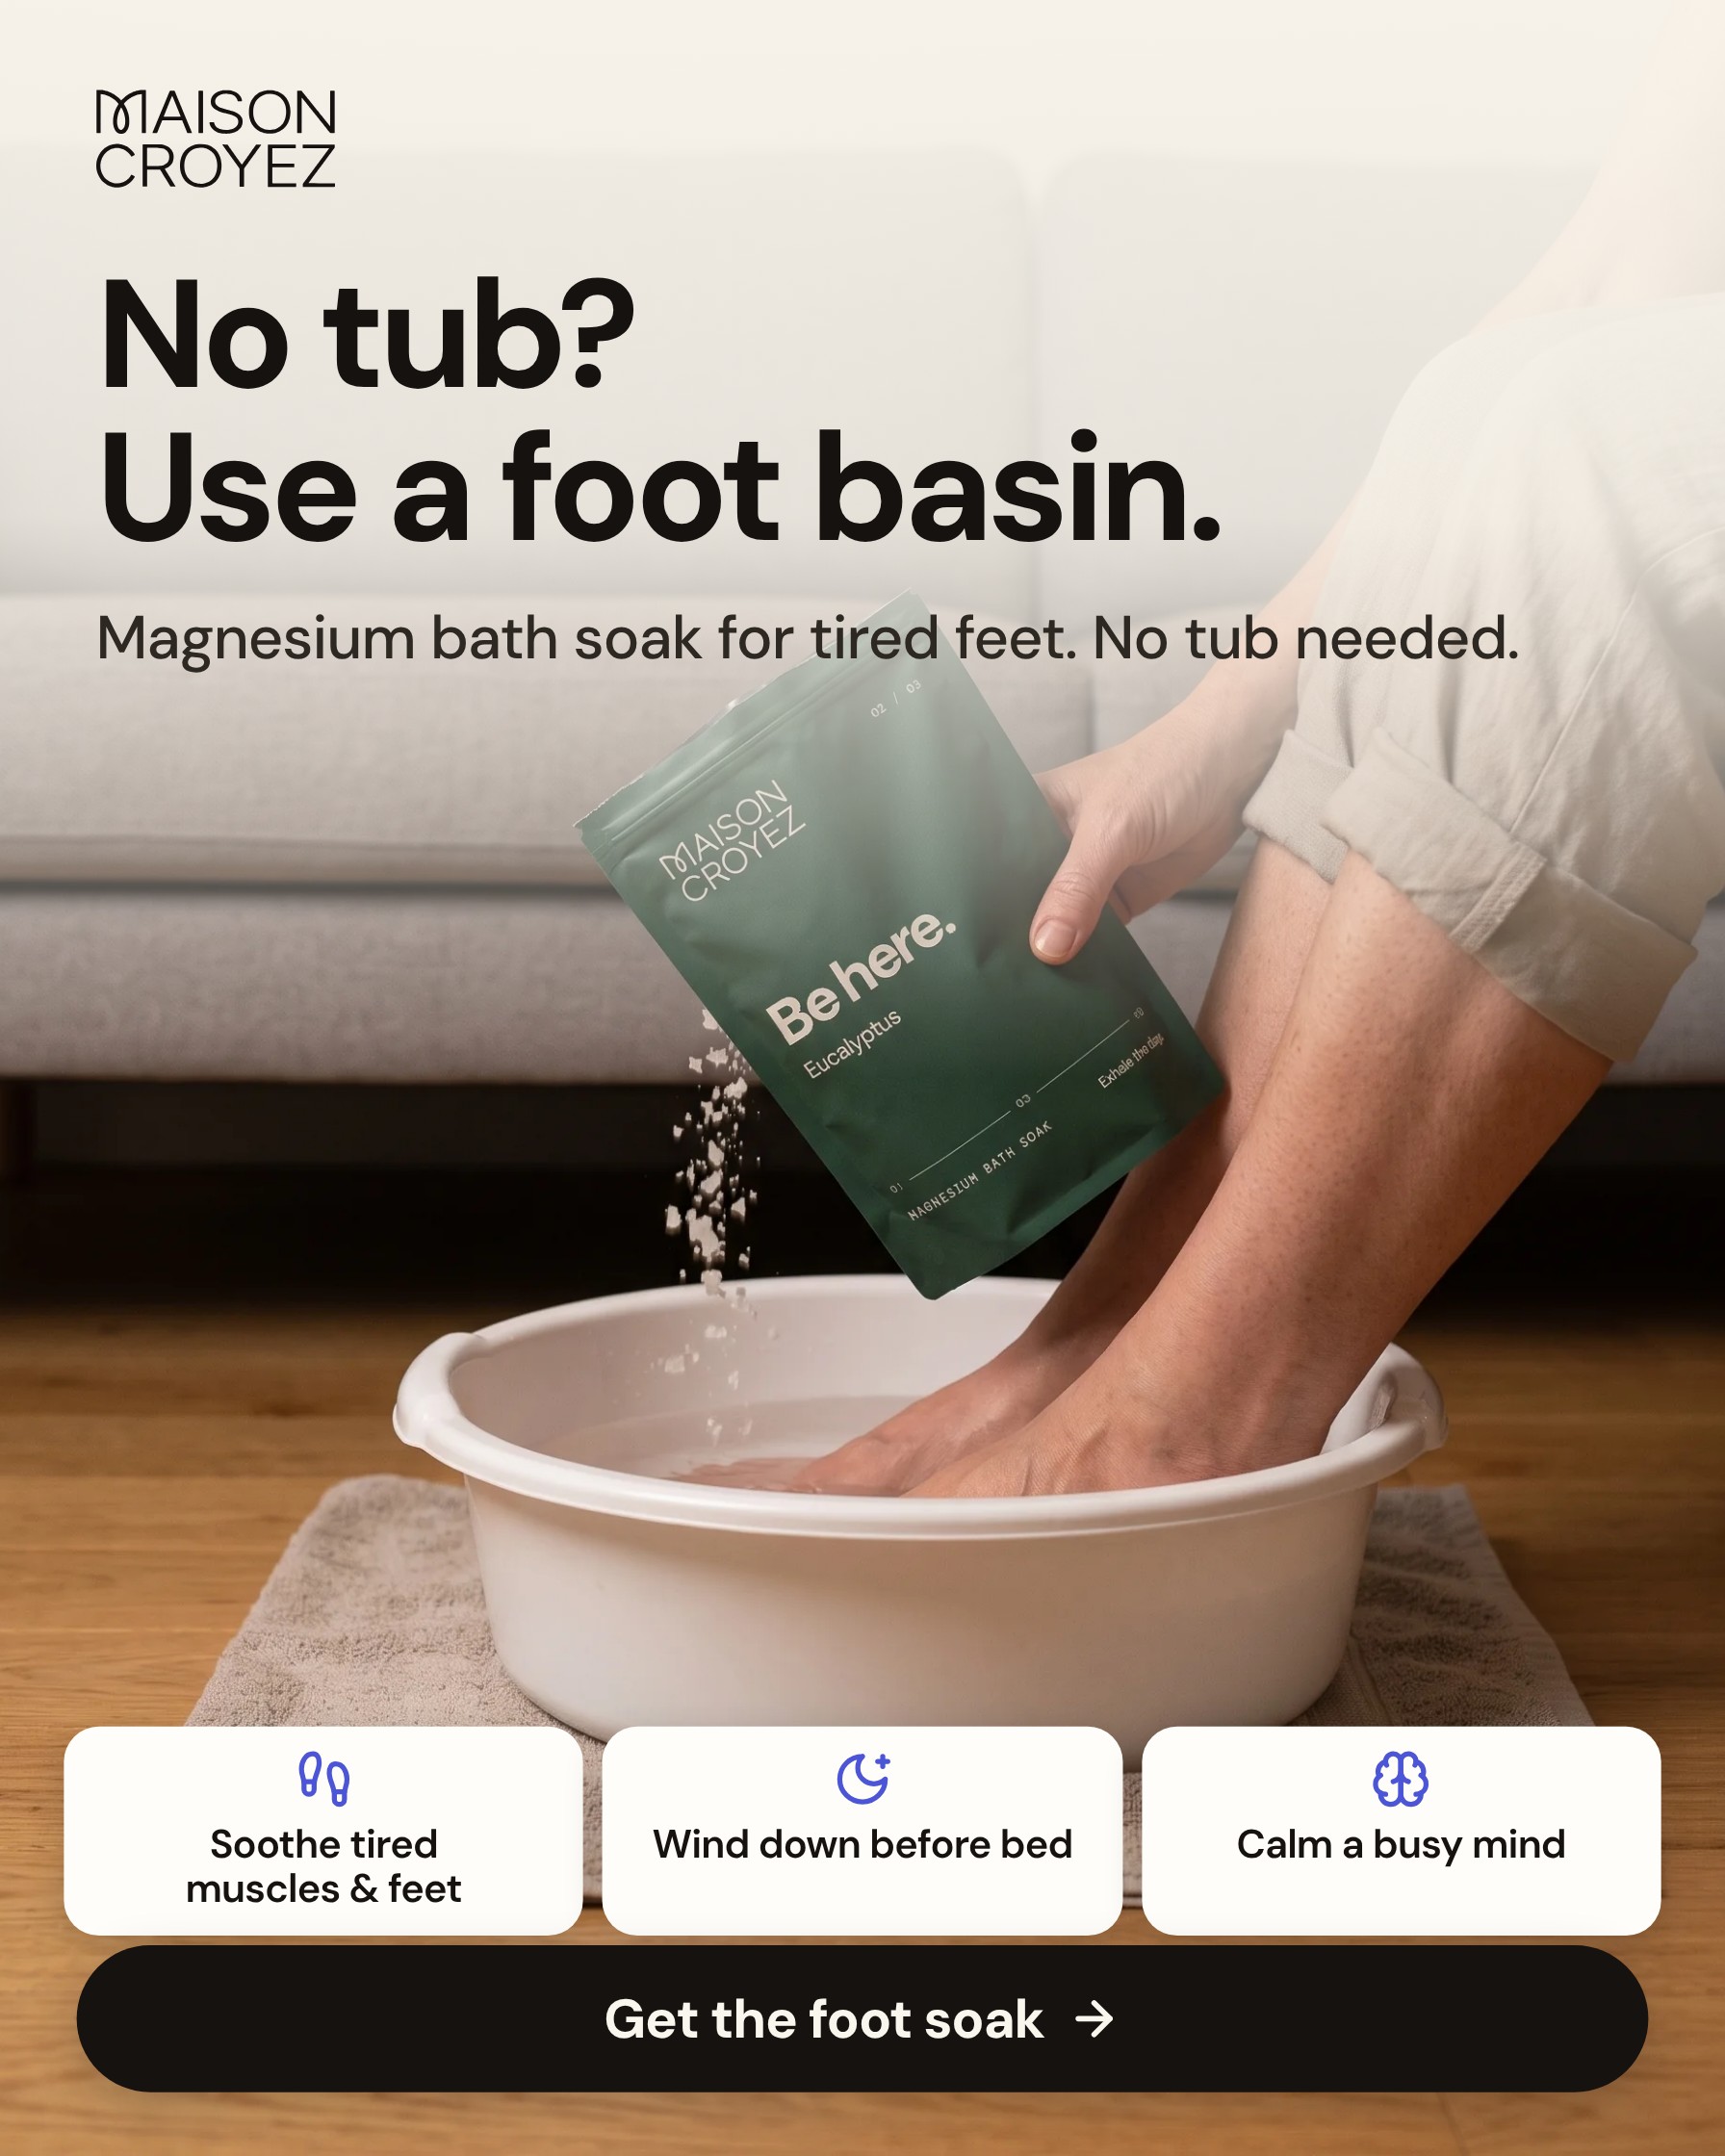 MAISON
CROYEZ
No tub?
Use a foot basin.
Magnesium bath soak for tired feet. No tub needed.
02 / 03
MAISON
CROYEZ
Be here.
Eucalyptus
01
03
Exhale the day.
MAGNESIUM BATH SOAK
Soothe tired
muscles & feet
Wind down before bed
Calm a busy mind
Get the foot soak →